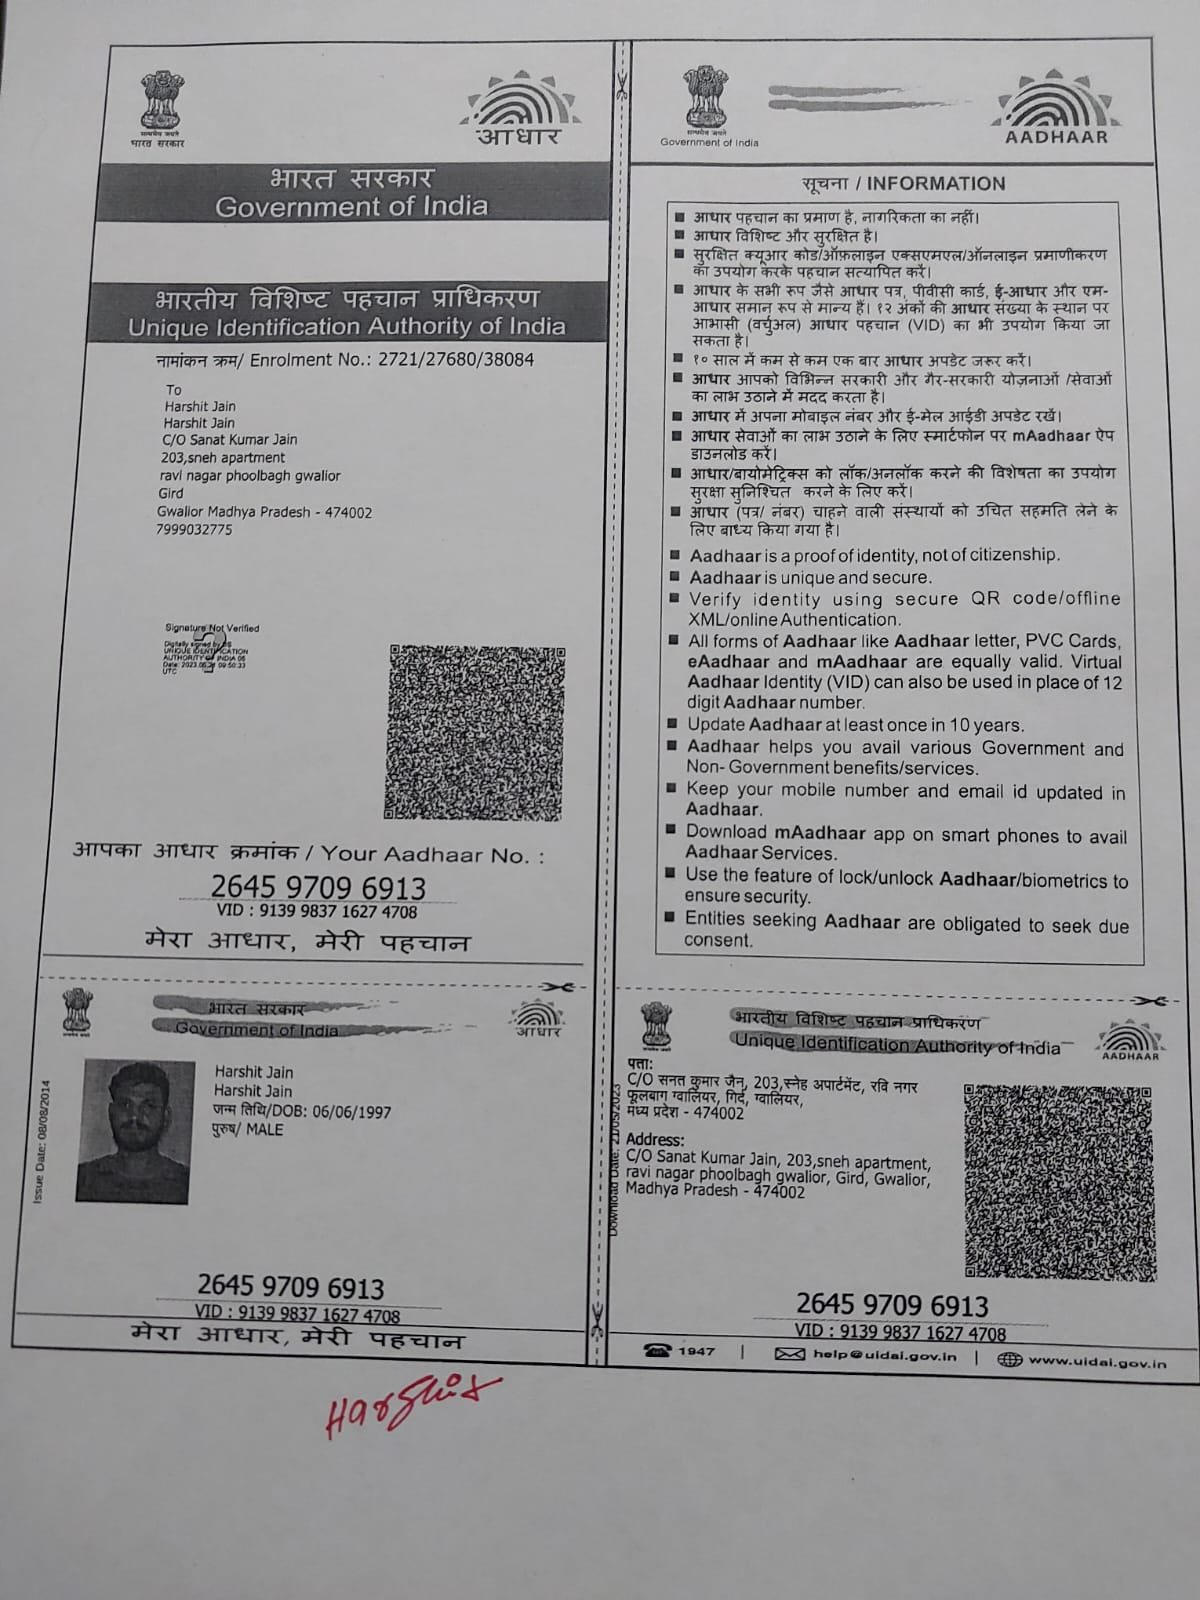 सत्यमेव जयते
भारत सरकार
आधार
भारत सरकार
Government of India
भारतीय विशिष्ट पहचान प्राधिकरण
Unique Identification Authority of India
नामांकन क्रम/ Enrolment No.: 2721/27680/38084
To
Harshit Jain
Harshit Jain
C/O Sanat Kumar Jain
203,sneh apartment
ravi nagar phoolbagh gwalior
Gird
Gwalior Madhya Pradesh - 474002
7999032775
Signature Not Verified
Digitally signed by DS
UNIQUE IDENTIFICATION
AUTHORITY OF INDIA 05
UTC
आपका आधार क्रमांक / Your Aadhaar No. :
2645 9709 6913
VID : 9139 9837 1627 4708
मेरा आधार, मेरी पहचान
सत्यमेव जयते
Government of India
AADHAAR
सूचना / INFORMATION
■ आधार पहचान का प्रमाण है, नागरिकता का नहीं।
■ आधार विशिष्ट और सुरक्षित है।
■ सुरक्षित क्यूआर कोड/ऑफ़लाइन एक्सएमएल/ऑनलाइन प्रमाणीकरण
का उपयोग करके पहचान सत्यापित करें।
■ आधार के सभी रूप जैसे आधार पत्र, पीवीसी कार्ड, ई-आधार और एम-
आधार समान रूप से मान्य हैं। १२ अंकों की आधार संख्या के स्थान पर
आभासी (वर्चुअल) आधार पहचान (VID) का भी उपयोग किया जा
सकता है।
■ १० साल में कम से कम एक बार आधार अपडेट जरूर करें।
■ आधार आपको विभिन्न सरकारी और गैर-सरकारी योजनाओं /सेवाओं
का लाभ उठाने में मदद करता है।
■ आधार में अपना मोबाइल नंबर और ई-मेल आईडी अपडेट रखें।
■ आधार सेवाओं का लाभ उठाने के लिए स्मार्टफोन पर mAadhaar ऐप
डाउनलोड करें।
■ आधार/बायोमेट्रिक्स को लॉक/अनलॉक करने की विशेषता का उपयोग
सुरक्षा सुनिश्चित करने के लिए करें।
■ आधार (पत्र/ नंबर) चाहने वाली संस्थायों को उचित सहमति लेने के
लिए बाध्य किया गया है।
■ Aadhaar is a proof of identity, not of citizenship.
■ Aadhaar is unique and secure.
■ Verify identity using secure QR code/offline
XML/online Authentication.
■ All forms of Aadhaar like Aadhaar letter, PVC Cards,
eAadhaar and mAadhaar are equally valid. Virtual
Aadhaar Identity (VID) can also be used in place of 12
digit Aadhaar number.
■ Update Aadhaar at least once in 10 years.
■ Aadhaar helps you avail various Government and
Non- Government benefits/services.
■ Keep your mobile number and email id updated in
Aadhaar.
■ Download mAadhaar app on smart phones to avail
Aadhaar Services.
■ Use the feature of lock/unlock Aadhaar/biometrics to
ensure security.
■ Entities seeking Aadhaar are obligated to seek due
consent.
भारत सरकार
Government of India
आधार
Issue Date: 08/08/2014
Harshit Jain
Harshit Jain
जन्म तिथि/DOB: 06/06/1997
पुरुष/ MALE
2645 9709 6913
VID : 9139 9837 1627 4708
मेरा आधार, मेरी पहचान
भारतीय विशिष्ट पहचान प्राधिकरण
Unique Identification Authority of India
AADHAAR
Download Date: 21/05/2023
पता:
C/O सनत कुमार जैन, 203,स्नेह अपार्टमेंट, रवि नगर
फूलबाग ग्वालियर, गिर्द, ग्वालियर,
मध्य प्रदेश - 474002
Address:
C/O Sanat Kumar Jain, 203,sneh apartment,
ravi nagar phoolbagh gwalior, Gird, Gwalior,
Madhya Pradesh - 474002
2645 9709 6913
VID : 9139 9837 1627 4708
1947 | help@uidai.gov.in | www.uidai.gov.in
Harshit